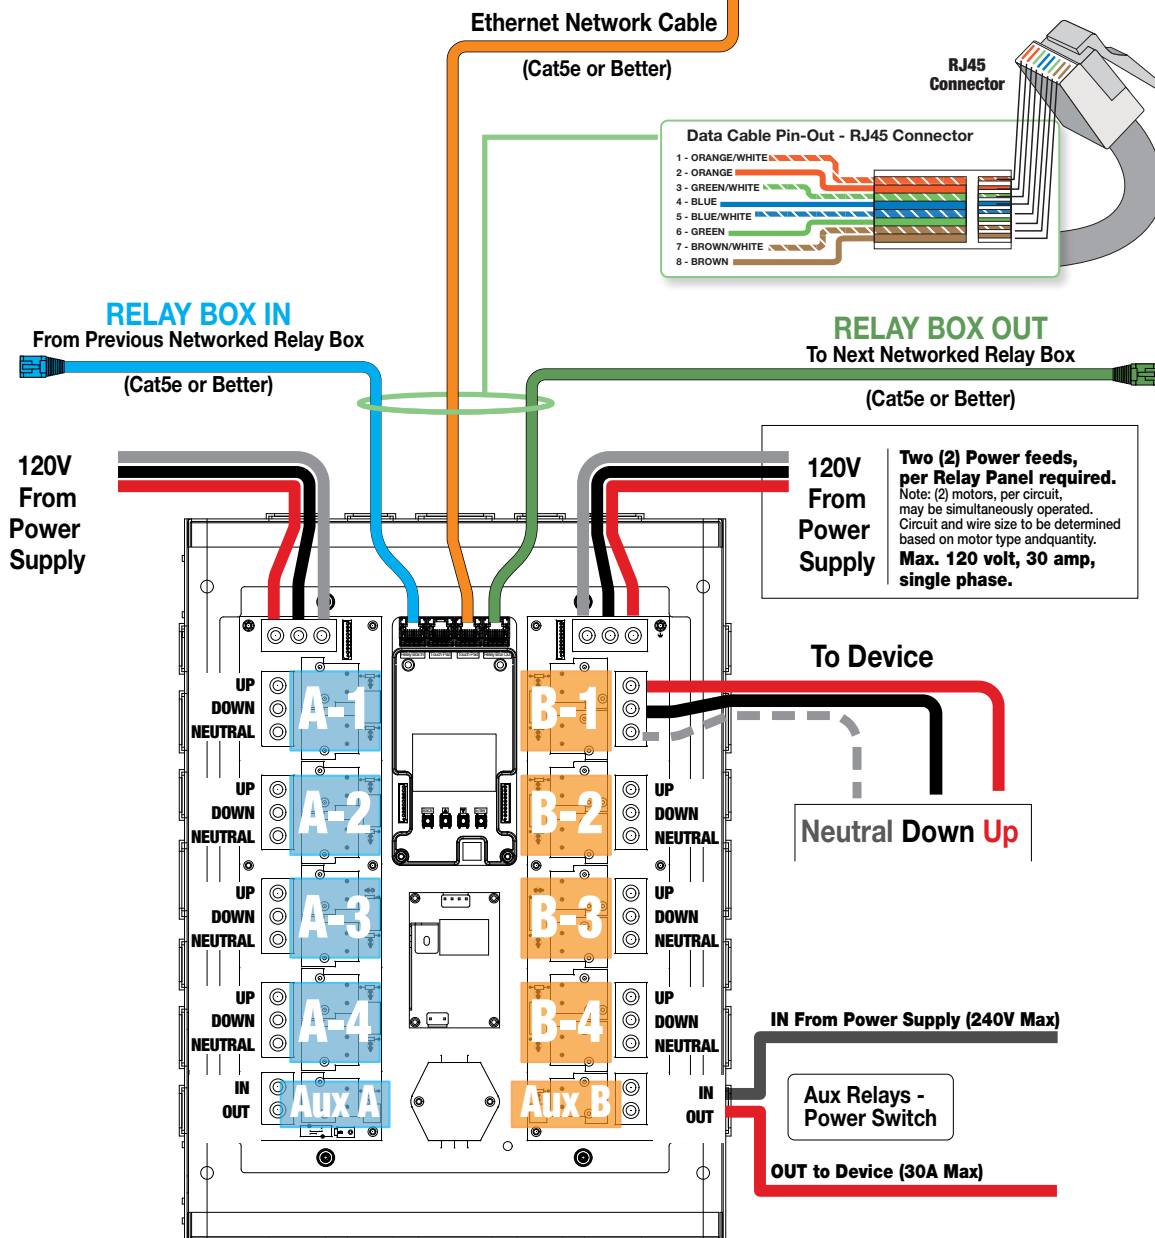 Ethernet Network Cable
(Cat5e or Better)
RJ45
Connector
Data Cable Pin-Out - RJ45 Connector
1 - ORANGE/WHITE
2 - ORANGE
3 - GREEN/WHITE
4 - BLUE
5 - BLUE/WHITE
6 - GREEN
7 - BROWN/WHITE
8 - BROWN
RELAY BOX IN
From Previous Networked Relay Box
(Cat5e or Better)
RELAY BOX OUT
To Next Networked Relay Box
(Cat5e or Better)
120V
From
Power
Supply
120V
From
Power
Supply
Two (2) Power feeds,
per Relay Panel required.
Note: (2) motors, per circuit,
may be simultaneously operated.
Circuit and wire size to be determined
based on motor type andquantity.
Max. 120 volt, 30 amp,
single phase.
To Device
UP
DOWN
NEUTRAL
A-1
B-1
UP
DOWN
NEUTRAL
A-2
B-2
UP
DOWN
NEUTRAL
Neutral Down Up
UP
DOWN
NEUTRAL
A-3
B-3
UP
DOWN
NEUTRAL
UP
DOWN
NEUTRAL
A-4
B-4
UP
DOWN
NEUTRAL
IN
OUT
Aux A
Aux B
IN
OUT
IN From Power Supply (240V Max)
Aux Relays -
Power Switch
OUT to Device (30A Max)